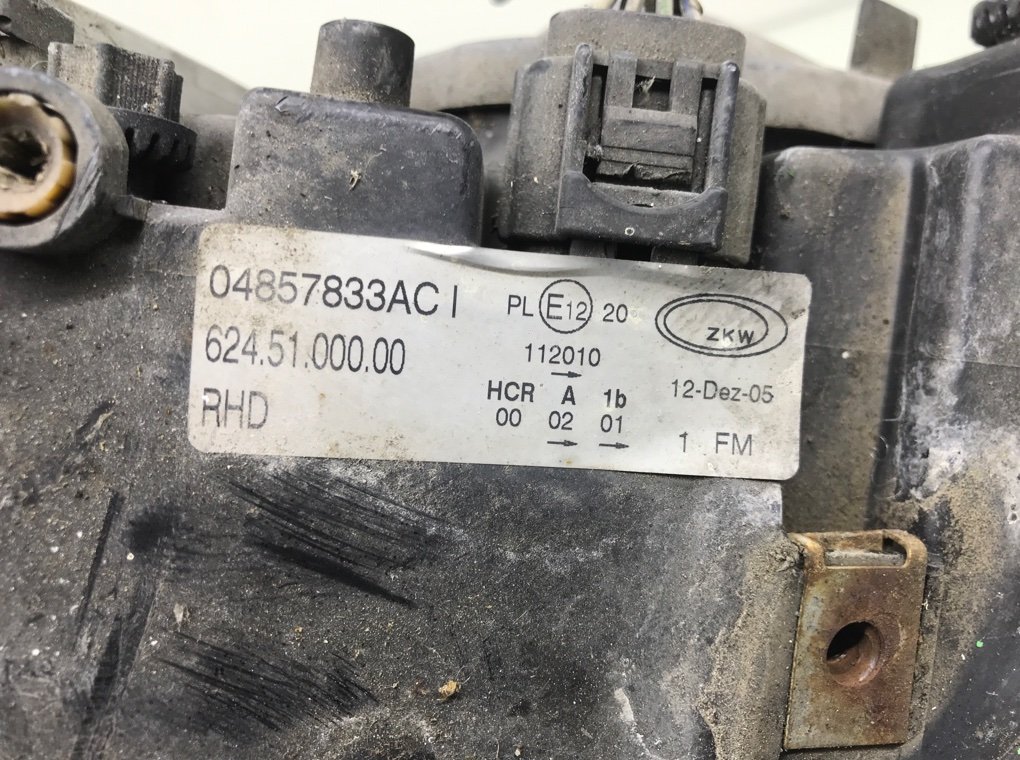 04857833AC I
624.51.000.00
RHD
PL E12 20
112010
→
HCR A 1b
00 02 01
→ →
ZKW
12-Dez-05
1 FM